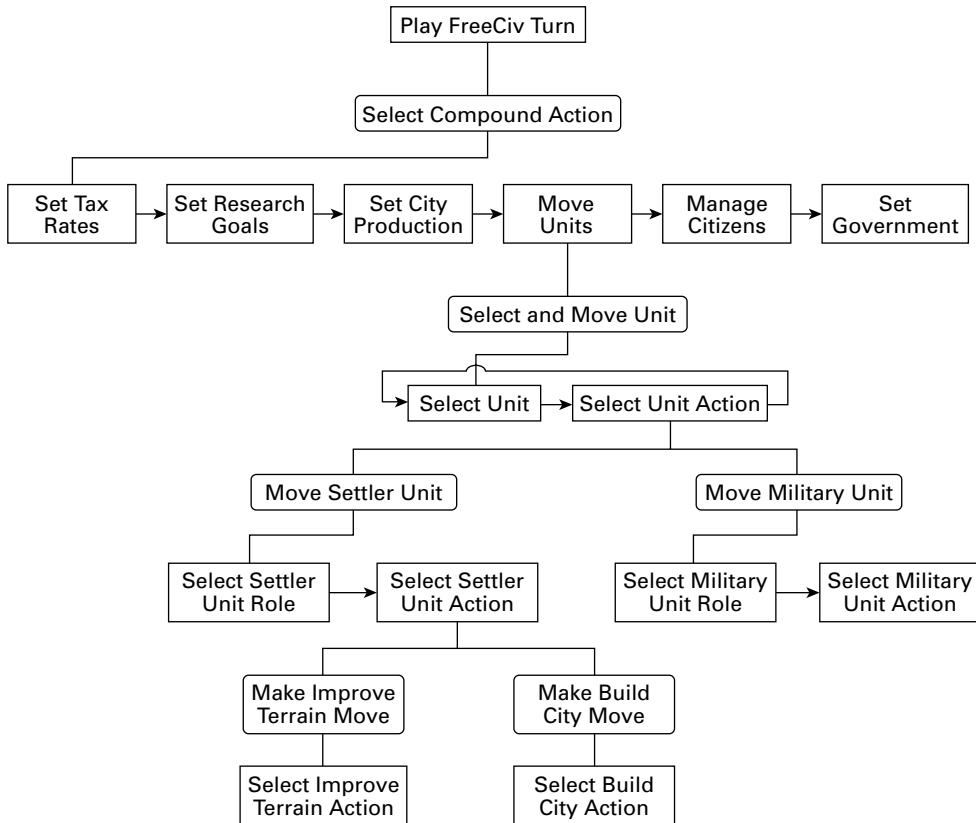 Play FreeCiv Turn
Select Compound Action
Set Tax
Rates
Set Research
Goals
Set City
Production
Move
Units
Manage
Citizens
Set
Government
Select and Move Unit
Select Unit
Select Unit Action
Move Settler Unit
Move Military Unit
Select Settler
Unit Role
Select Settler
Unit Action
Select Military
Unit Role
Select Military
Unit Action
Make Improve
Terrain Move
Make Build
City Move
Select Improve
Terrain Action
Select Build
City Action